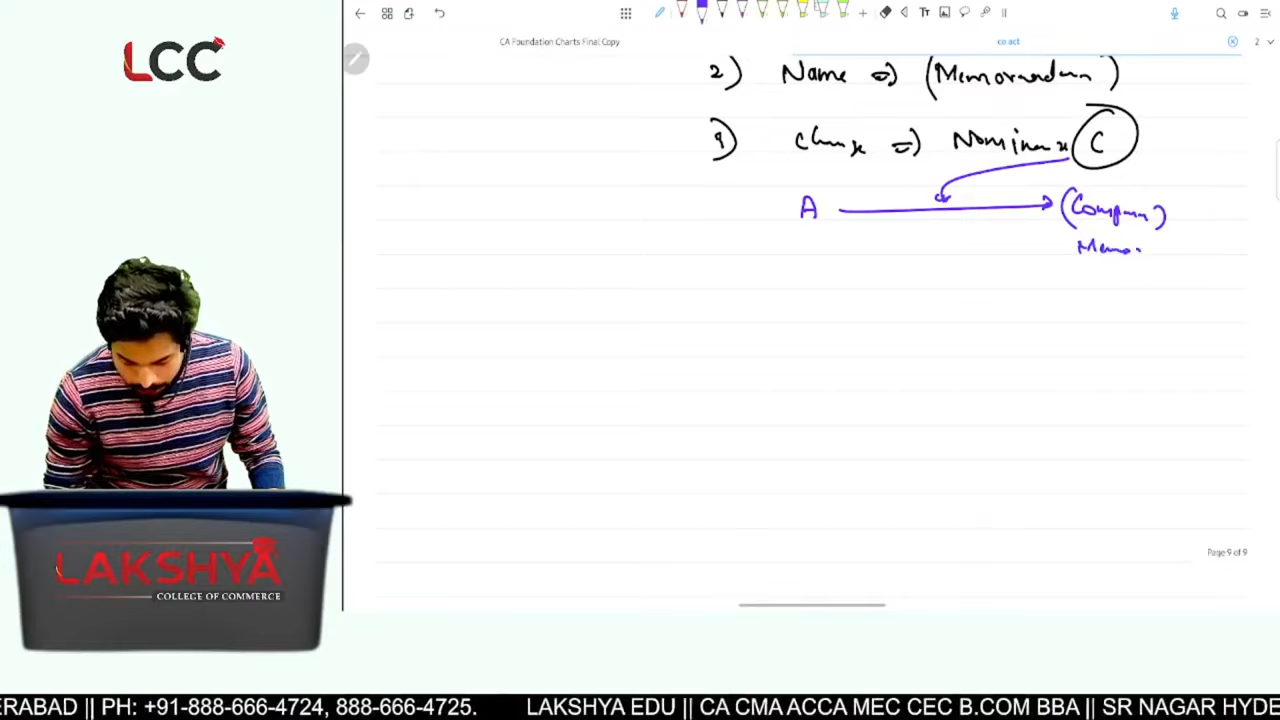 LCC
CA Foundation Charts Final Copy
co act
2
2) Name ⇒ (Memorandum)
3) Change ⇒ Nominee C
A (Company)
Memo.
Page 9 of 9
LAKSHYA
COLLEGE OF COMMERCE
ERABAD || PH: +91-888-666-4724, 888-666-4725. LAKSHYA EDU || CA CMA ACCA MEC CEC B.COM BBA || SR NAGAR HYDE